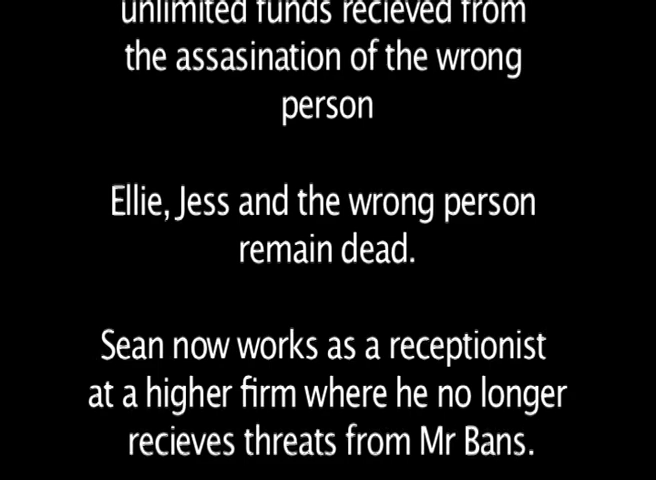 unlimited funds recieved from
the assasination of the wrong
person
Ellie, Jess and the wrong person
remain dead.
Sean now works as a receptionist
at a higher firm where he no longer
recieves threats from Mr Bans.